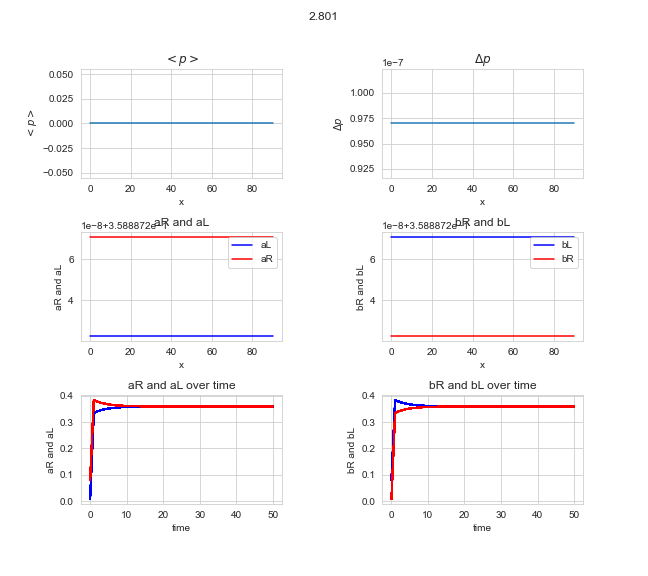 2.801
< p >
Δp
1e−7
0.050
0.025
0.000
−0.025
−0.050
< p >
0 20 40 60 80
x
1.000
0.975
0.950
0.925
Δp
0 20 40 60 80
x
aR and aL
1e−8+3.588872e−1
6
4
aR and aL
aL
aR
0 20 40 60 80
x
bR and bL
1e−8+3.588872e−1
6
4
bR and bL
bL
bR
0 20 40 60 80
x
aR and aL over time
0.4
0.3
0.2
0.1
0.0
aR and aL
0 10 20 30 40 50
time
bR and bL over time
0.4
0.3
0.2
0.1
0.0
bR and bL
0 10 20 30 40 50
time